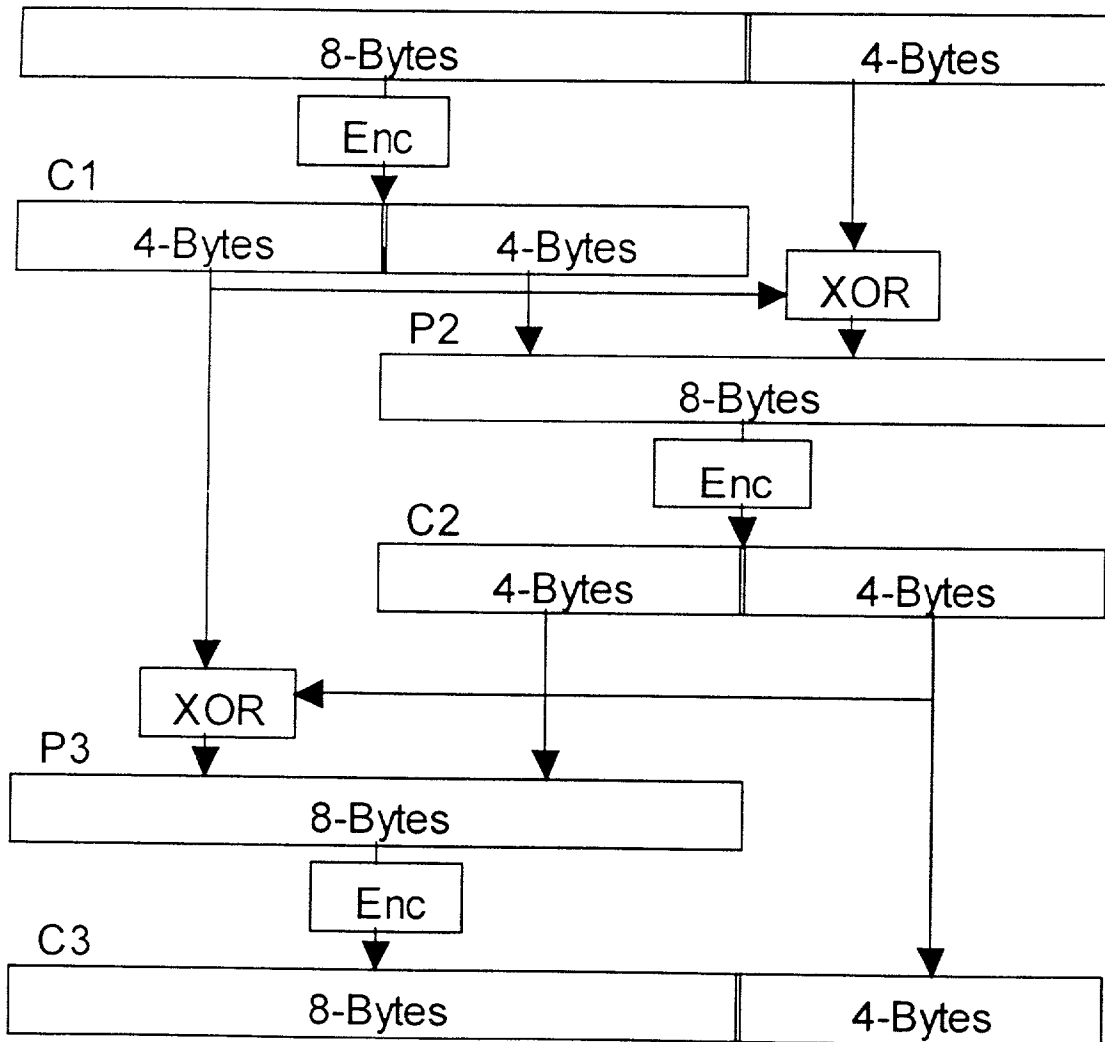 8-Bytes 4-Bytes
Enc
C1
4-Bytes 4-Bytes
XOR
P2
8-Bytes
Enc
C2
4-Bytes 4-Bytes
XOR
P3
8-Bytes
Enc
C3
8-Bytes 4-Bytes